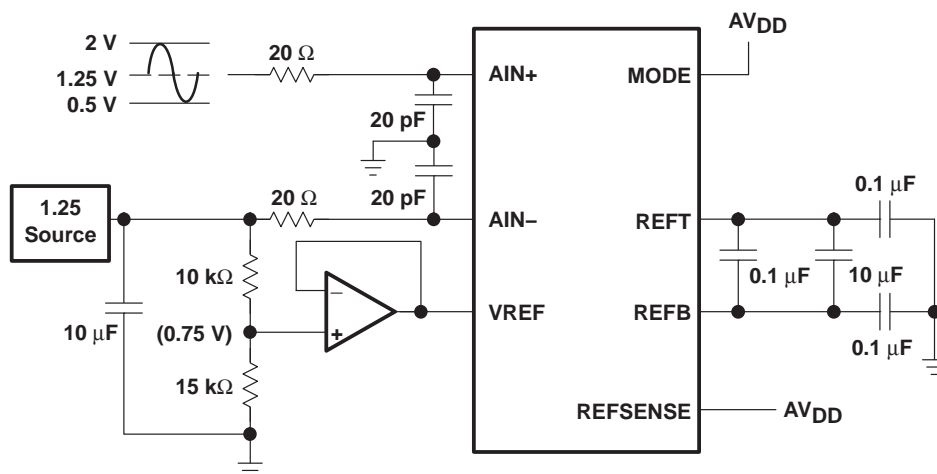 2 V
1.25 V
0.5 V
20 Ω
20 pF
20 pF
1.25
Source
20 Ω
10 kΩ
(0.75 V)
15 kΩ
10 μF
−
+
AIN+
AIN−
VREF
MODE
REFT
REFB
REFSENSE
AVDD
0.1 μF
0.1 μF
10 μF
0.1 μF
AVDD